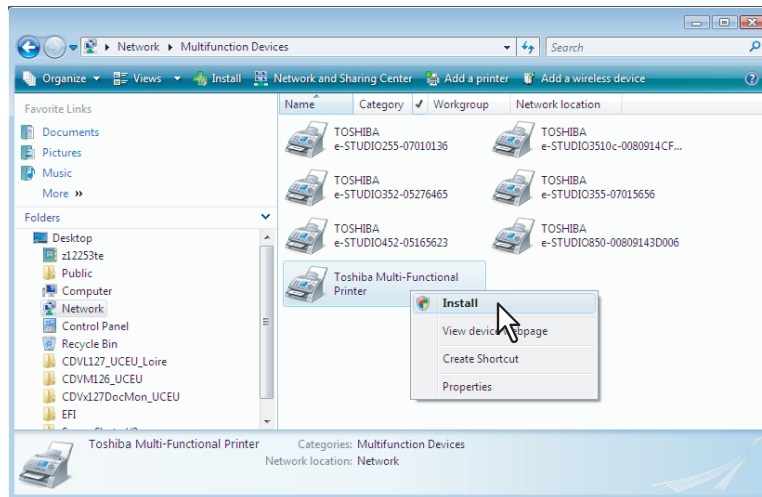 Network ▸ Multifunction Devices
Search
Organize
Views
Install
Network and Sharing Center
Add a printer
Add a wireless device
Name
Category
Workgroup
Network location
Favorite Links
Documents
Pictures
Music
More »
Folders
Desktop
z12253te
Public
Computer
Network
Control Panel
Recycle Bin
CDVL127_UCEU_Loire
CDVM126_UCEU
CDVx127DocMon_UCEU
EFI
TOSHIBA
e-STUDIO255-07010136
TOSHIBA
e-STUDIO3510c-0080914CF...
TOSHIBA
e-STUDIO352-05276465
TOSHIBA
e-STUDIO355-07015656
TOSHIBA
e-STUDIO452-05165623
TOSHIBA
e-STUDIO850-00809143D006
Toshiba Multi-Functional
Printer
Install
View device
Create Shortcut
Properties
Toshiba Multi-Functional Printer
Categories: Multifunction Devices
Network location: Network